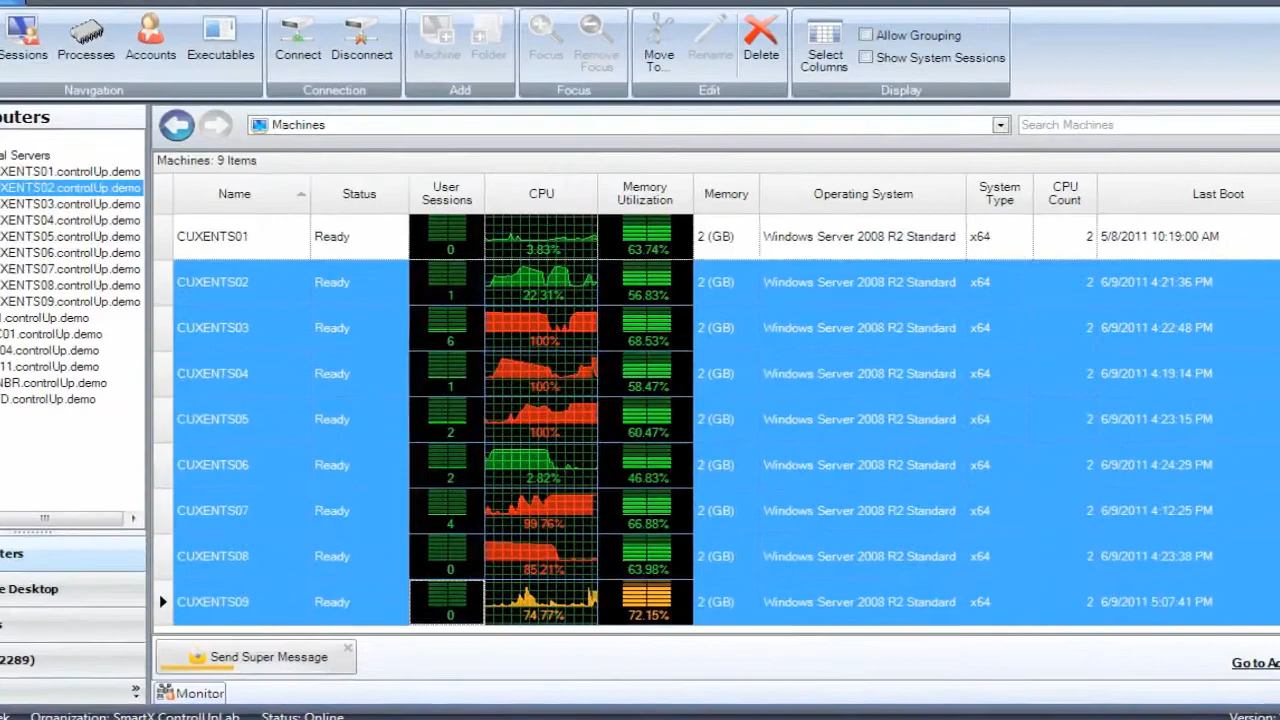 Sessions Processes Accounts Executables Connect Disconnect Machine Folder Focus Remove Focus Move To... Rename Delete Select Columns Allow Grouping
Show System Sessions
Navigation Connection Add Focus Edit Display
uters
Machines Search Machines
Machines: 9 Items
al Servers
XENTS01.controlUp.demo
XENTS02.controlUp.demo
XENTS03.controlUp.demo
XENTS04.controlUp.demo
XENTS05.controlUp.demo
XENTS06.controlUp.demo
XENTS07.controlUp.demo
XENTS08.controlUp.demo
XENTS09.controlUp.demo
1.controlUp.demo
C01.controlUp.demo
04.controlUp.demo
11.controlUp.demo
NBR.controlUp.demo
D.controlUp.demo
ters
e Desktop
s
2289)
Name Status User Sessions CPU Memory Utilization Memory Operating System System Type CPU Count Last Boot
CUXENTS01 Ready 0 3.83% 63.74% 2 (GB) Windows Server 2008 R2 Standard x64 2 5/8/2011 10:19:00 AM
CUXENTS02 Ready 1 22.31% 56.83% 2 (GB) Windows Server 2008 R2 Standard x64 2 6/9/2011 4:21:36 PM
CUXENTS03 Ready 6 100% 68.53% 2 (GB) Windows Server 2008 R2 Standard x64 2 6/9/2011 4:22:48 PM
CUXENTS04 Ready 1 100% 58.47% 2 (GB) Windows Server 2008 R2 Standard x64 2 6/9/2011 4:19:14 PM
CUXENTS05 Ready 2 100% 60.47% 2 (GB) Windows Server 2008 R2 Standard x64 2 6/9/2011 4:23:15 PM
CUXENTS06 Ready 2 2.82% 46.83% 2 (GB) Windows Server 2008 R2 Standard x64 2 6/9/2011 4:24:29 PM
CUXENTS07 Ready 4 99.76% 66.88% 2 (GB) Windows Server 2008 R2 Standard x64 2 6/9/2011 4:12:25 PM
CUXENTS08 Ready 0 85.21% 63.98% 2 (GB) Windows Server 2008 R2 Standard x64 2 6/9/2011 4:23:38 PM
CUXENTS09 Ready 0 74.77% 72.15% 2 (GB) Windows Server 2008 R2 Standard x64 2 6/9/2011 5:07:41 PM
Send Super Message
Go to Ac
Monitor
ek Organization: SmartX ControlUpLab Status: Online Version: